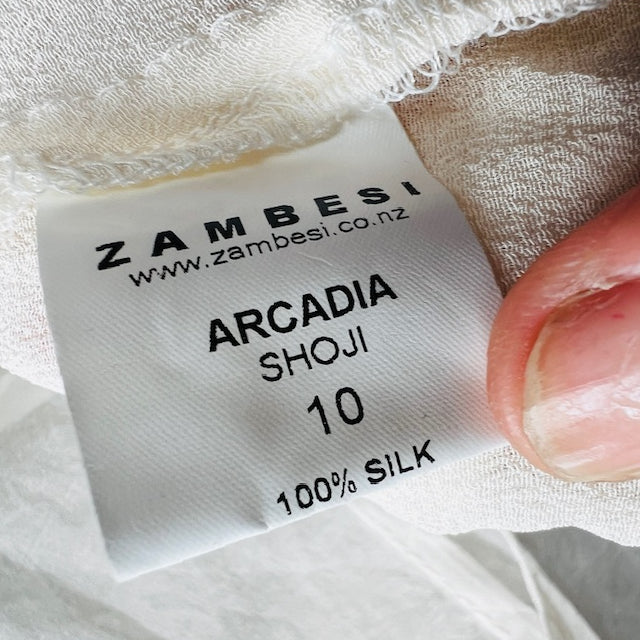 ZAMBESI
www.zambesi.co.nz
ARCADIA
SHOJI
10
100% SILK